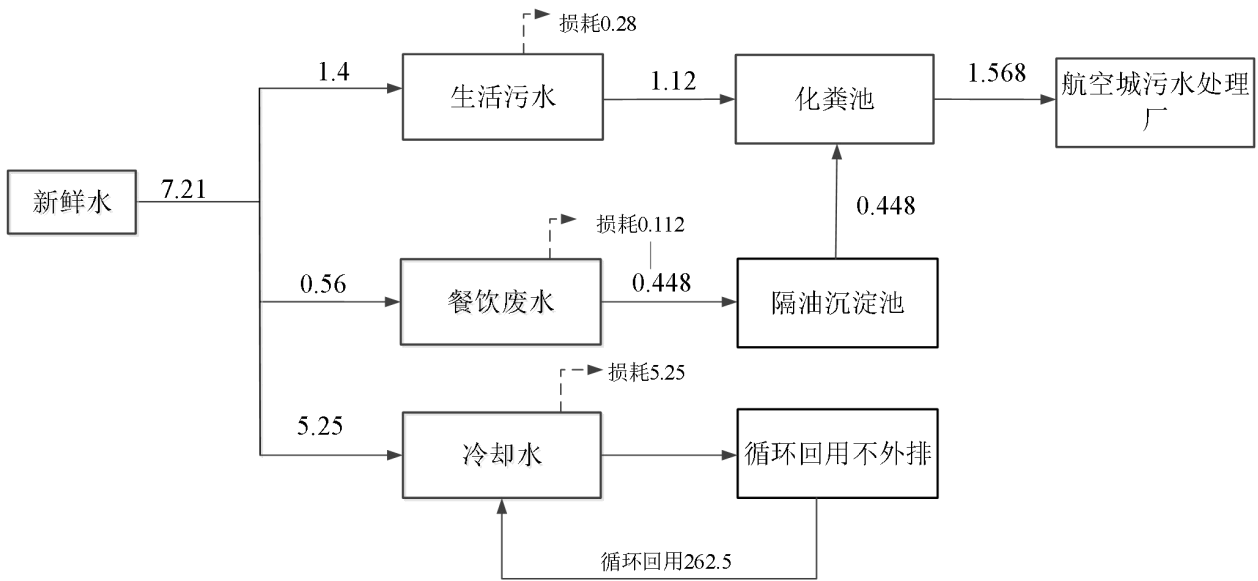 损耗0.28
1.4
生活污水
1.12
化粪池
1.568
航空城污水处理
厂
新鲜水
7.21
损耗0.112
0.448
0.56
餐饮废水
0.448
隔油沉淀池
损耗5.25
5.25
冷却水
循环回用不外排
循环回用262.5